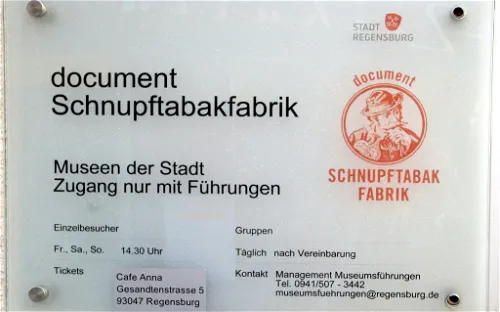 STADT
REGENSBURG
document
Schnupftabakfabrik
document
SCHNUPFTABAK
FABRIK
Museen der Stadt
Zugang nur mit Führungen
Einzelbesucher
Fr., Sa., So. 14.30 Uhr
Tickets
Cafe Anna
Gesandtenstrasse 5
93047 Regensburg
Gruppen
Täglich nach Vereinbarung
Kontakt Management Museumsführungen
Tel. 0941/507 - 3442
museumsfuehrungen@regensburg.de